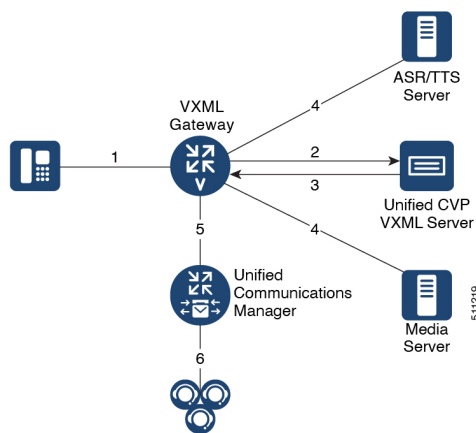 ASR/TTS
Server
VXML
Gateway
4
1
2
3
Unified CVP
VXML Server
5
4
Unified
Communications
Manager
Media
Server
6
511219